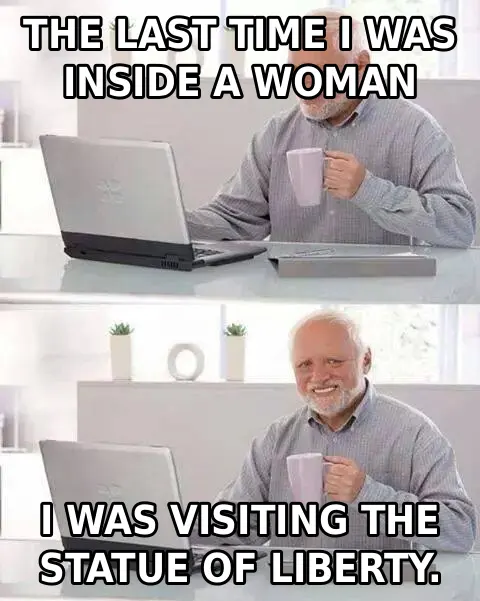 THE LAST TIME I WAS
INSIDE A WOMAN
I WAS VISITING THE
STATUE OF LIBERTY.